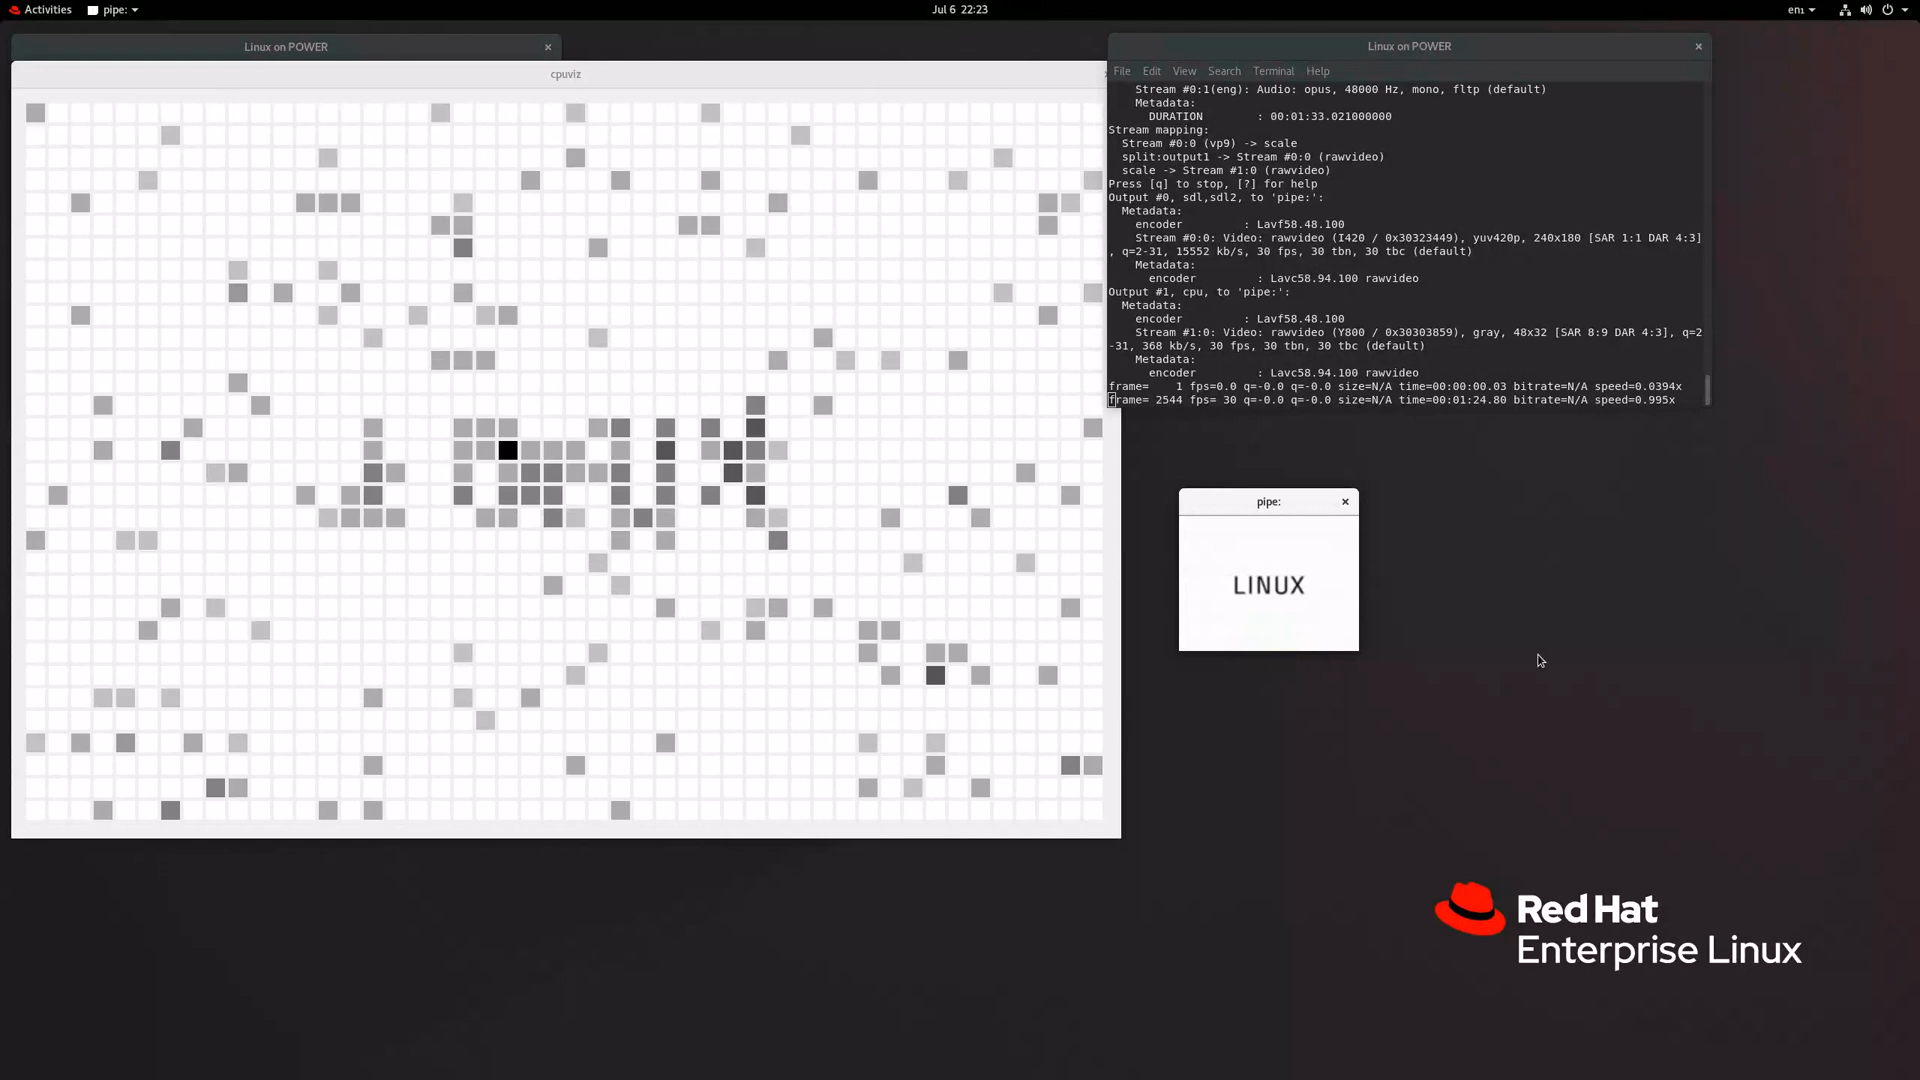 Activities
pipe:
Jul 6 22:23
en1
Linux on POWER
cpuviz
Linux on POWER
File Edit View Search Terminal Help
Stream #0:1(eng): Audio: opus, 48000 Hz, mono, fltp (default)
Metadata:
DURATION : 00:01:33.021000000
Stream mapping:
Stream #0:0 (vp9) -> scale
split:output1 -> Stream #0:0 (rawvideo)
scale -> Stream #1:0 (rawvideo)
Press [q] to stop, [?] for help
Output #0, sdl,sdl2, to 'pipe:':
Metadata:
encoder : Lavf58.48.100
Stream #0:0: Video: rawvideo (I420 / 0x30323449), yuv420p, 240x180 [SAR 1:1 DAR 4:3]
, q=2-31, 15552 kb/s, 30 fps, 30 tbn, 30 tbc (default)
Metadata:
encoder : Lavc58.94.100 rawvideo
Output #1, cpu, to 'pipe:':
Metadata:
encoder : Lavf58.48.100
Stream #1:0: Video: rawvideo (Y800 / 0x30303859), gray, 48x32 [SAR 8:9 DAR 4:3], q=2
-31, 368 kb/s, 30 fps, 30 tbn, 30 tbc (default)
Metadata:
encoder : Lavc58.94.100 rawvideo
frame= 1 fps=0.0 q=-0.0 q=-0.0 size=N/A time=00:00:00.03 bitrate=N/A speed=0.0394x
frame= 2544 fps= 30 q=-0.0 q=-0.0 size=N/A time=00:01:24.80 bitrate=N/A speed=0.995x
pipe:
LINUX
Red Hat
Enterprise Linux